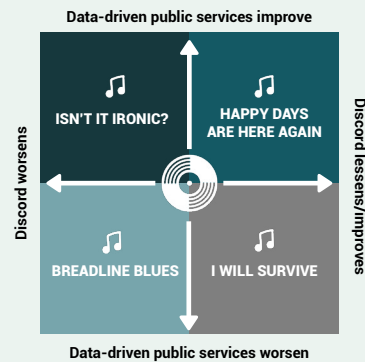 Data-driven public services improve
Discord worsens
ISN'T IT IRONIC?
HAPPY DAYS
ARE HERE AGAIN
Discord lessens/improves
BREADLINE BLUES
I WILL SURVIVE
Data-driven public services worsen